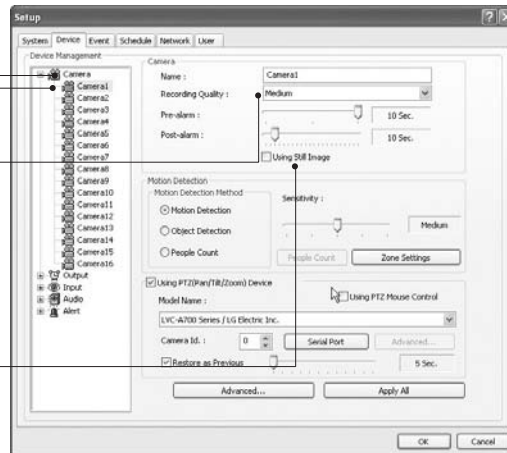 Setup
System Device Event Schedule Network User
Device Management
Camera
Camera1
Camera2
Camera3
Camera4
Camera5
Camera6
Camera7
Camera8
Camera9
Camera10
Camera11
Camera12
Camera13
Camera14
Camera15
Camera16
Output
Input
Audio
Alert
Camera
Name : Camera1
Recording Quality : Medium
Pre-alarm : 10 Sec.
Post-alarm : 10 Sec.
Using Still Image
Motion Detection
Motion Detection Method
Motion Detection
Object Detection
People Count
Sensitivity :
Medium
People Count Zone Settings
Using PTZ(Pan/Tilt/Zoom) Device
Using PTZ Mouse Control
Model Name :
LVC-A700 Series / LG Electric Inc.
Camera Id. : 0 Serial Port Advanced...
Restore as Previous 5 Sec.
Advanced... Apply All
OK Cancel